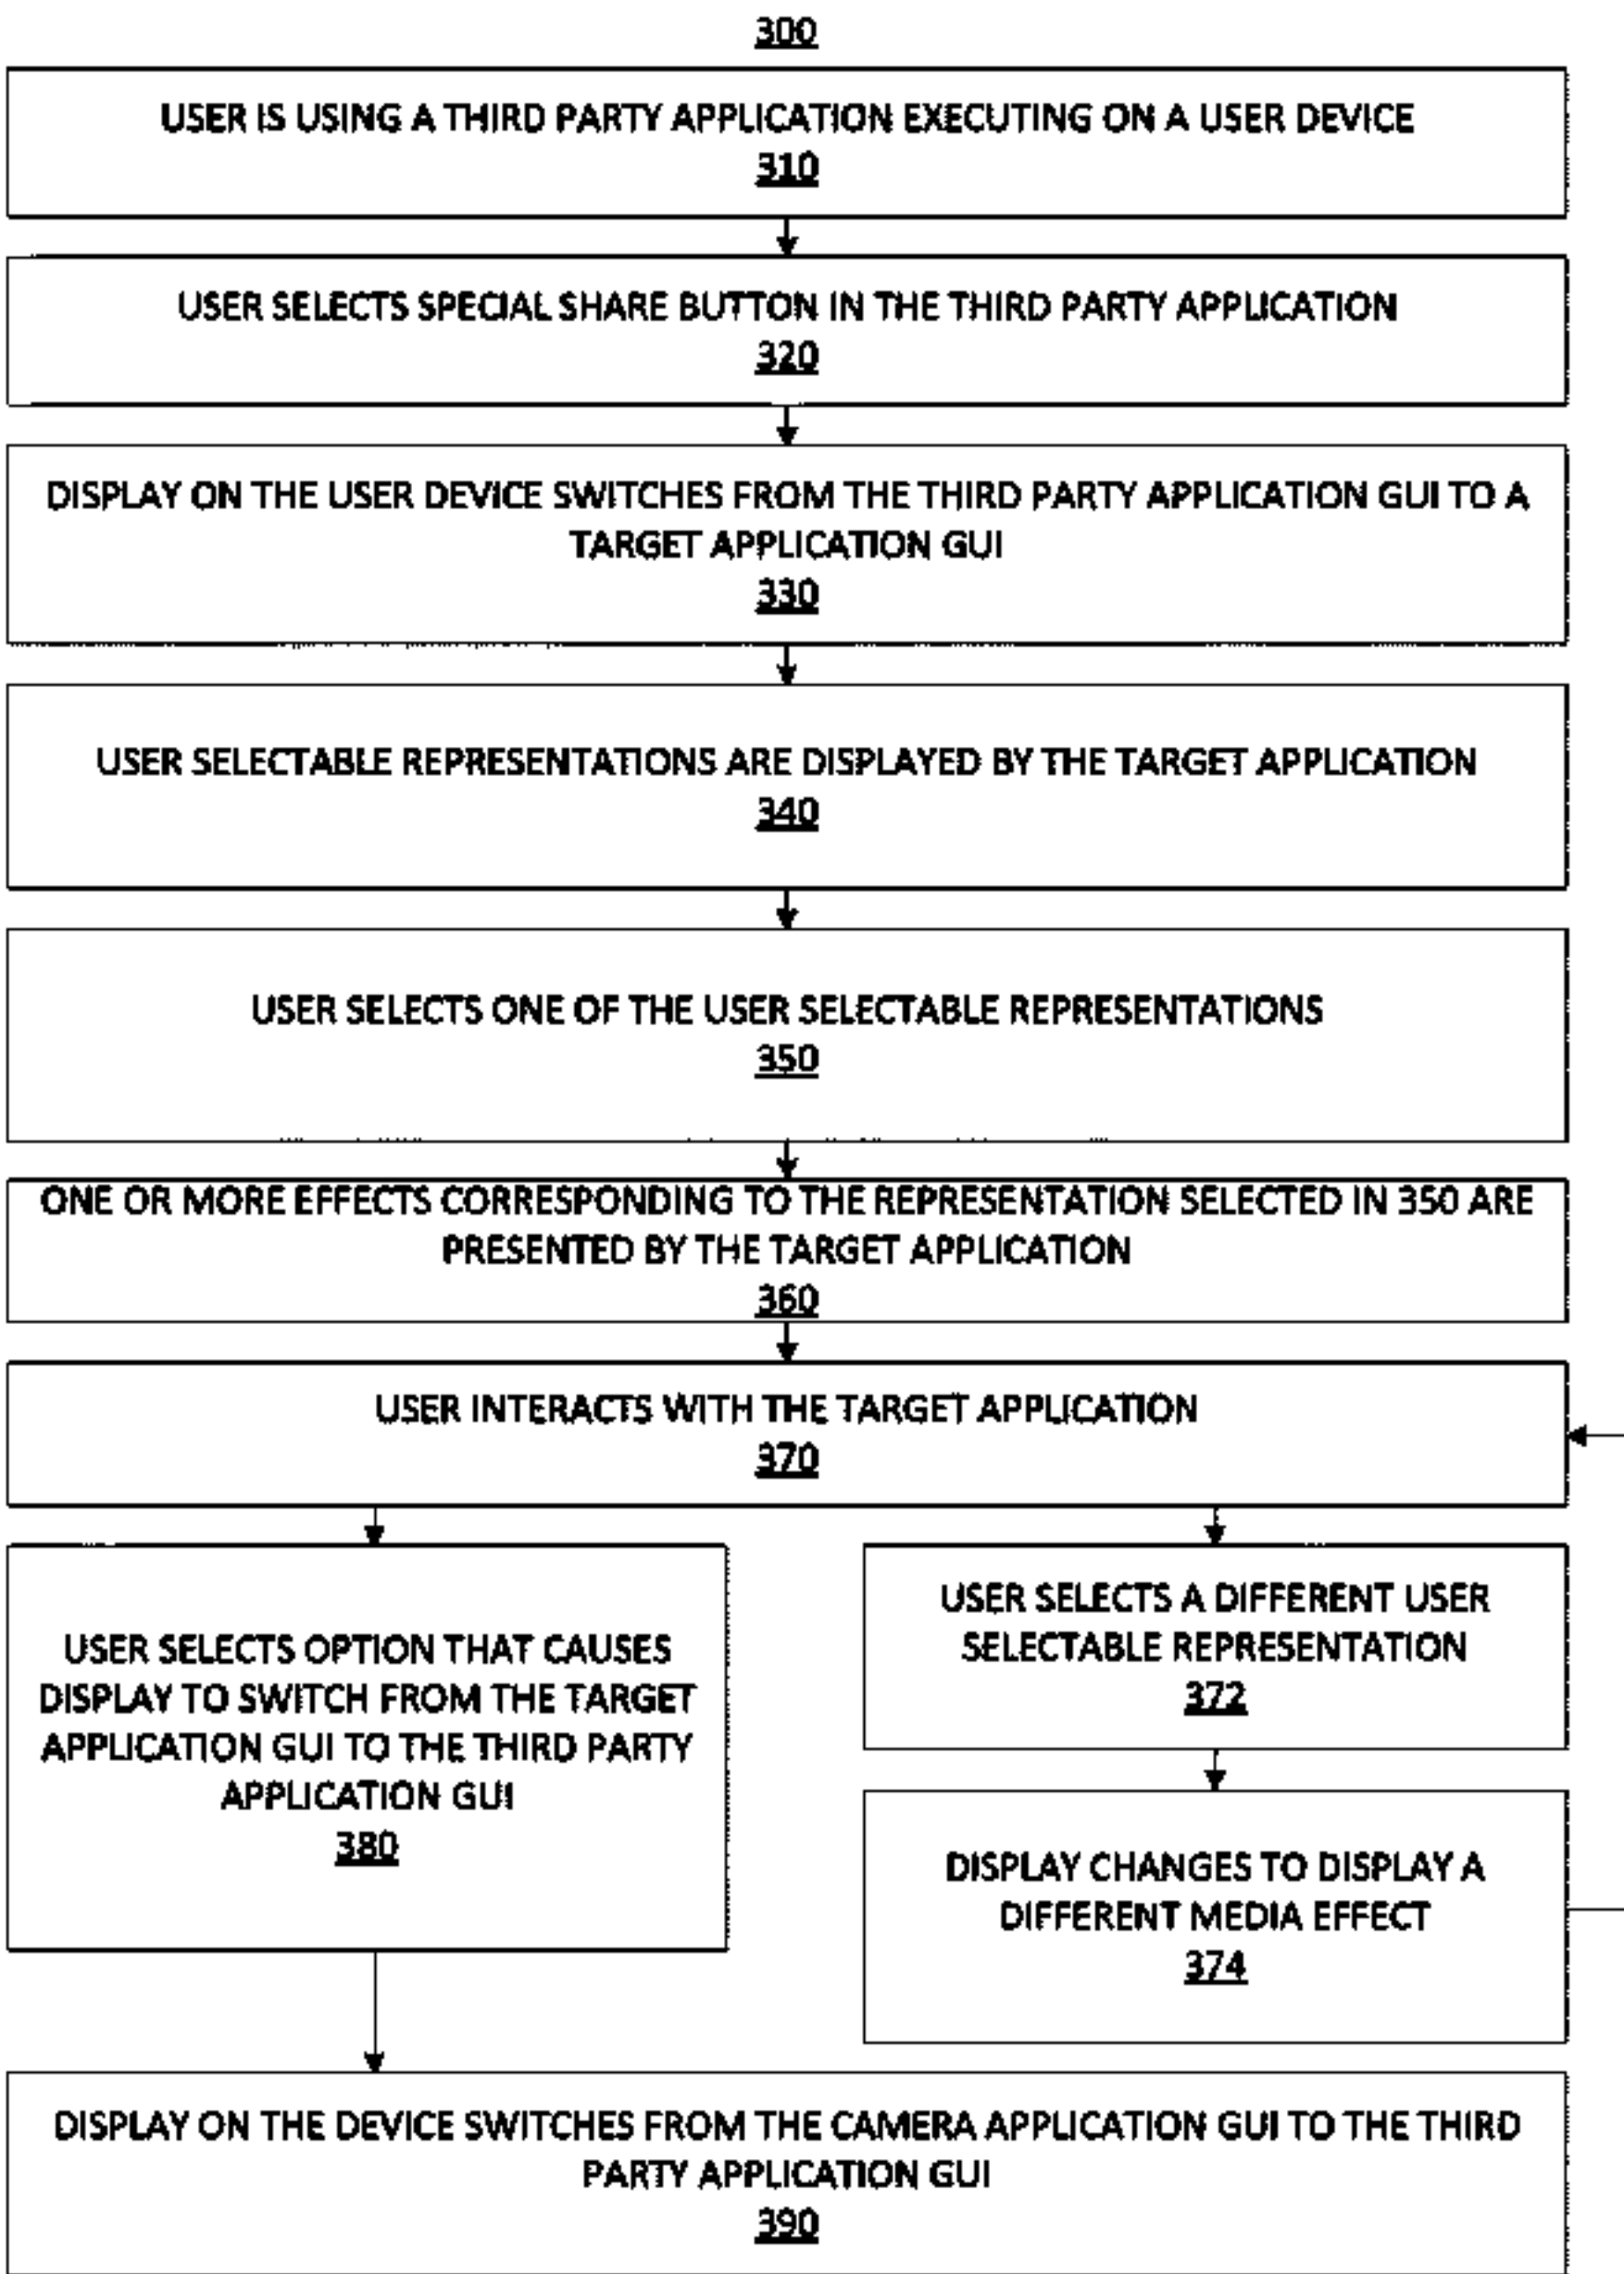 300
USER IS USING A THIRD PARTY APPLICATION EXECUTING ON A USER DEVICE
310
USER SELECTS SPECIAL SHARE BUTTON IN THE THIRD PARTY APPLICATION
320
DISPLAY ON THE USER DEVICE SWITCHES FROM THE THIRD PARTY APPLICATION GUI TO A
TARGET APPLICATION GUI
330
USER SELECTABLE REPRESENTATIONS ARE DISPLAYED BY THE TARGET APPLICATION
340
USER SELECTS ONE OF THE USER SELECTABLE REPRESENTATIONS
350
ONE OR MORE EFFECTS CORRESPONDING TO THE REPRESENTATION SELECTED IN 350 ARE
PRESENTED BY THE TARGET APPLICATION
360
USER INTERACTS WITH THE TARGET APPLICATION
370
USER SELECTS OPTION THAT CAUSES
DISPLAY TO SWITCH FROM THE TARGET
APPLICATION GUI TO THE THIRD PARTY
APPLICATION GUI
380
USER SELECTS A DIFFERENT USER
SELECTABLE REPRESENTATION
372
DISPLAY CHANGES TO DISPLAY A
DIFFERENT MEDIA EFFECT
374
DISPLAY ON THE DEVICE SWITCHES FROM THE CAMERA APPLICATION GUI TO THE THIRD
PARTY APPLICATION GUI
390